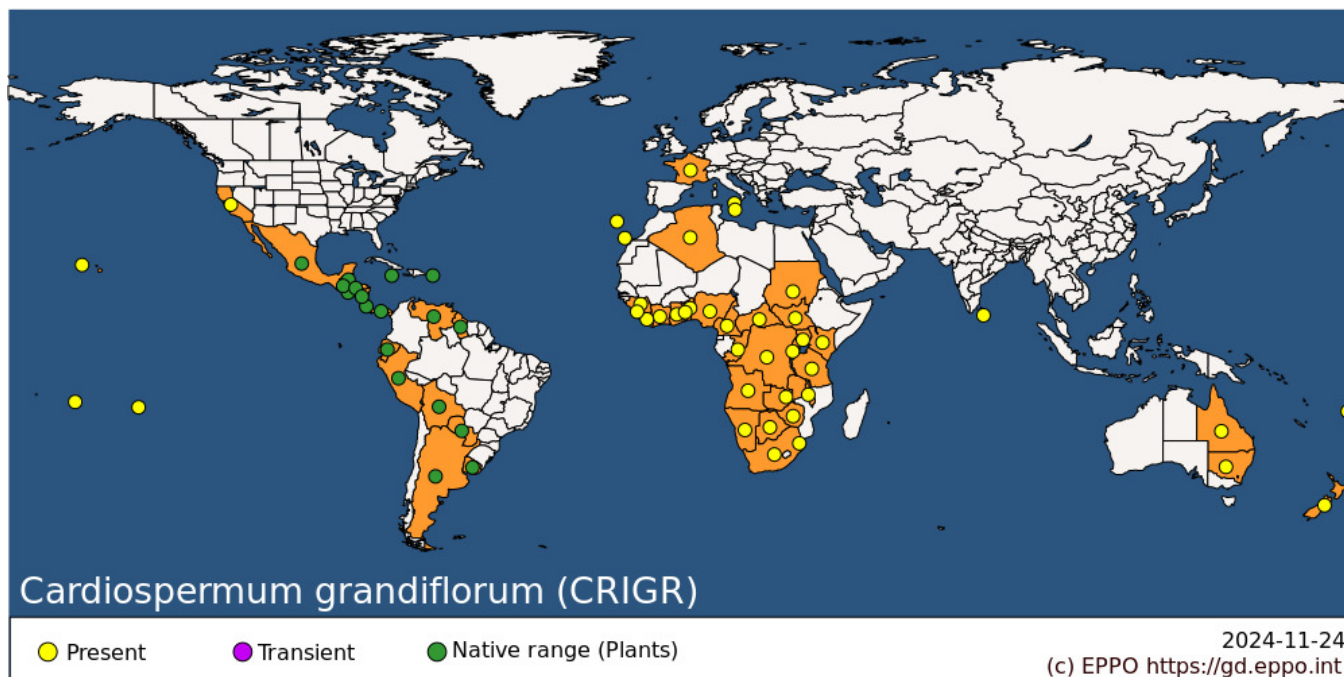 Cardiospermum grandiflorum (CRIGR)
Present
Transient
Native range (Plants)
2024-11-24
(c) EPPO https://gd.eppo.int